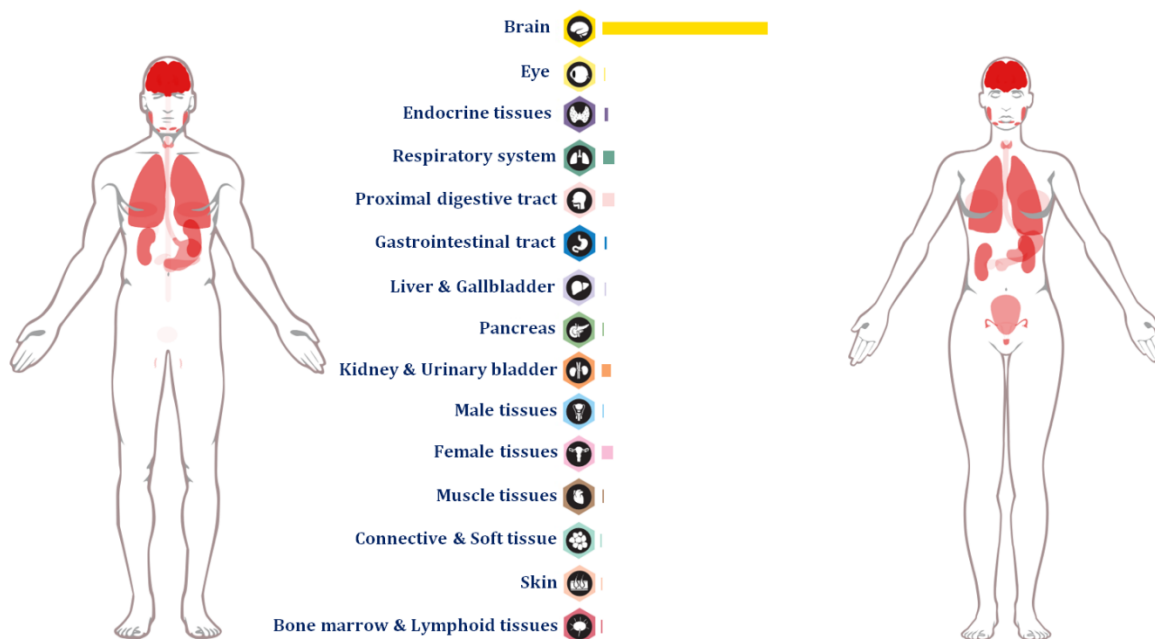 Brain
Eye
Endocrine tissues
Respiratory system
Proximal digestive tract
Gastrointestinal tract
Liver & Gallbladder
Pancreas
Kidney & Urinary bladder
Male tissues
Female tissues
Muscle tissues
Connective & Soft tissue
Skin
Bone marrow & Lymphoid tissues